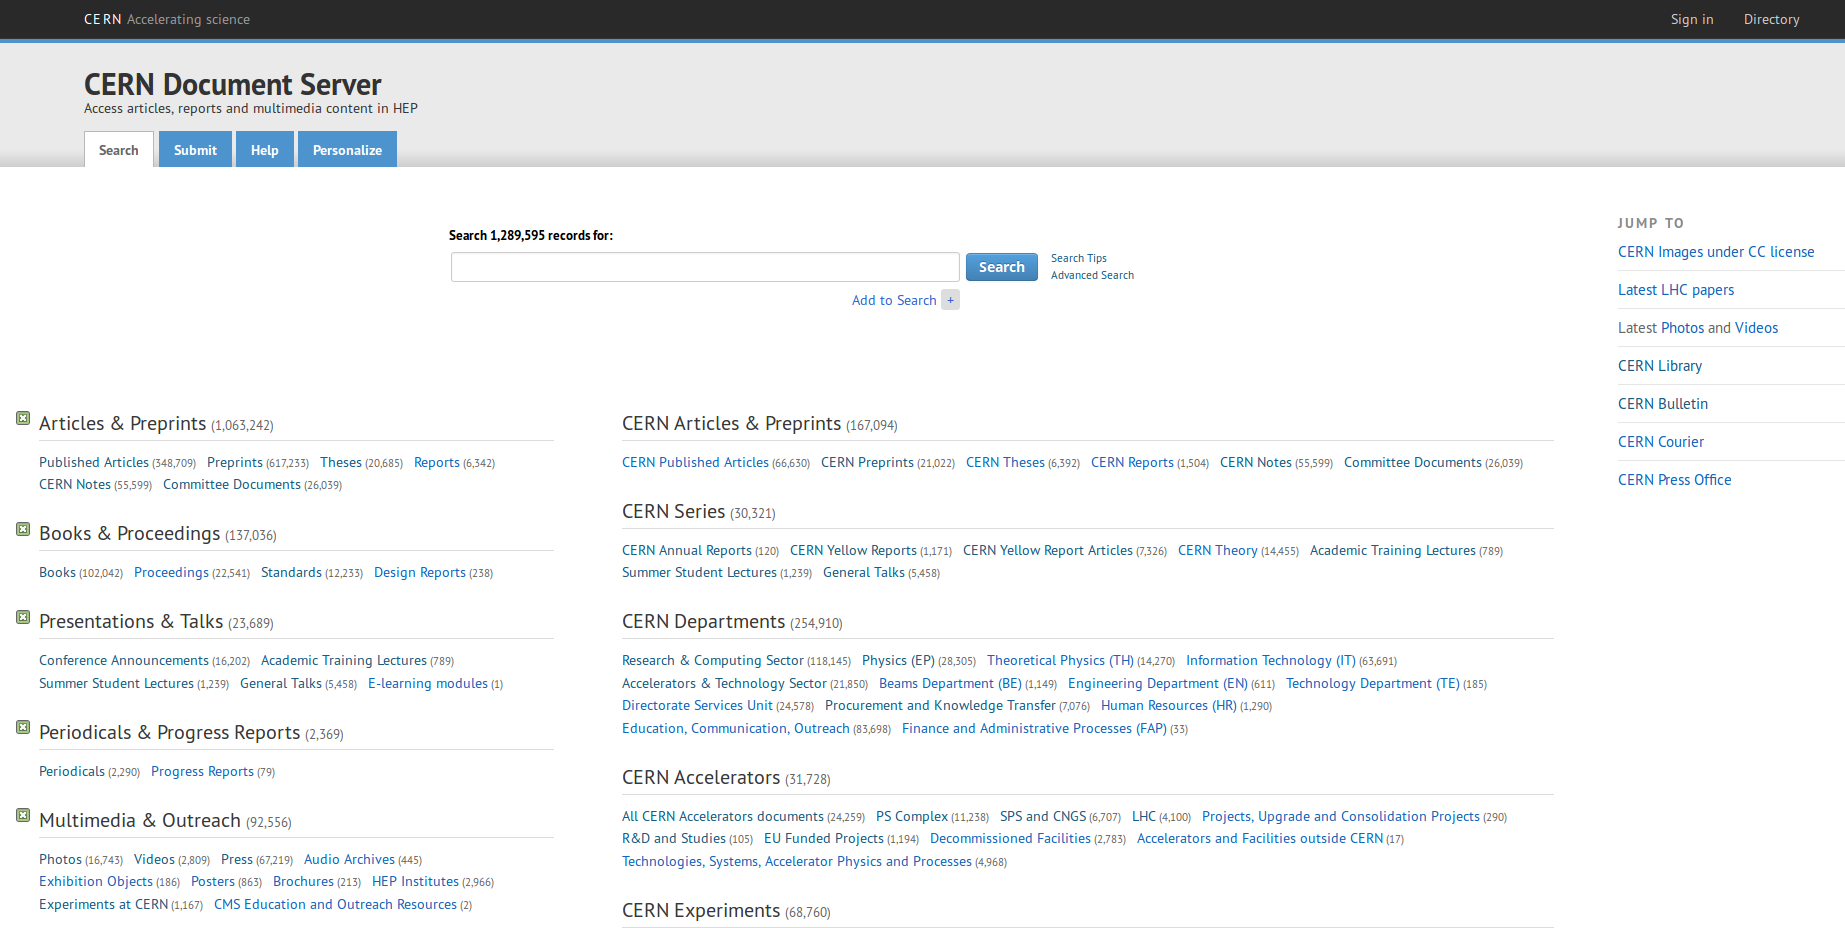 CERN Accelerating science
Sign in Directory
CERN Document Server
Access articles, reports and multimedia content in HEP
Search Submit Help Personalize
Search 1,289,595 records for:
Search
Search Tips
Advanced Search
Add to Search +
JUMP TO
CERN Images under CC license
Latest LHC papers
Latest Photos and Videos
CERN Library
CERN Bulletin
CERN Courier
CERN Press Office
Articles & Preprints (1,063,242)
Published Articles (348,709) Preprints (617,233) Theses (20,685) Reports (6,342)
CERN Notes (55,599) Committee Documents (26,039)
Books & Proceedings (137,036)
Books (102,042) Proceedings (22,541) Standards (12,233) Design Reports (238)
Presentations & Talks (23,689)
Conference Announcements (16,202) Academic Training Lectures (789)
Summer Student Lectures (1,239) General Talks (5,458) E-learning modules (1)
Periodicals & Progress Reports (2,369)
Periodicals (2,290) Progress Reports (79)
Multimedia & Outreach (92,556)
Photos (16,743) Videos (2,809) Press (67,219) Audio Archives (445)
Exhibition Objects (186) Posters (863) Brochures (213) HEP Institutes (2,966)
Experiments at CERN (1,167) CMS Education and Outreach Resources (2)
CERN Articles & Preprints (167,094)
CERN Published Articles (66,630) CERN Preprints (21,022) CERN Theses (6,392) CERN Reports (1,504) CERN Notes (55,599) Committee Documents (26,039)
CERN Series (30,321)
CERN Annual Reports (120) CERN Yellow Reports (1,171) CERN Yellow Report Articles (7,326) CERN Theory (14,455) Academic Training Lectures (789)
Summer Student Lectures (1,239) General Talks (5,458)
CERN Departments (254,910)
Research & Computing Sector (118,145) Physics (EP) (28,305) Theoretical Physics (TH) (14,270) Information Technology (IT) (63,691)
Accelerators & Technology Sector (21,850) Beams Department (BE) (1,149) Engineering Department (EN) (611) Technology Department (TE) (185)
Directorate Services Unit (24,578) Procurement and Knowledge Transfer (7,076) Human Resources (HR) (1,290)
Education, Communication, Outreach (83,698) Finance and Administrative Processes (FAP) (33)
CERN Accelerators (31,728)
All CERN Accelerators documents (24,259) PS Complex (11,238) SPS and CNGS (6,707) LHC (4,100) Projects, Upgrade and Consolidation Projects (290)
R&D and Studies (105) EU Funded Projects (1,194) Decommissioned Facilities (2,783) Accelerators and Facilities outside CERN (17)
Technologies, Systems, Accelerator Physics and Processes (4,968)
CERN Experiments (68,760)